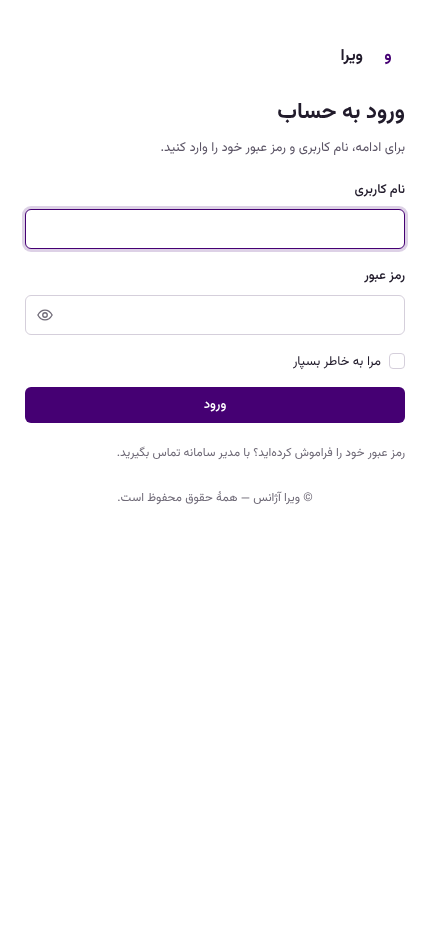 و ویرا
ورود به حساب
برای ادامه، نام کاربری و رمز عبور خود را وارد کنید.
نام کاربری
رمز عبور
مرا به خاطر بسپار
ورود
رمز عبور خود را فراموش کرده‌اید؟ با مدیر سامانه تماس بگیرید.
© ویرا آژانس — همهٔ حقوق محفوظ است.